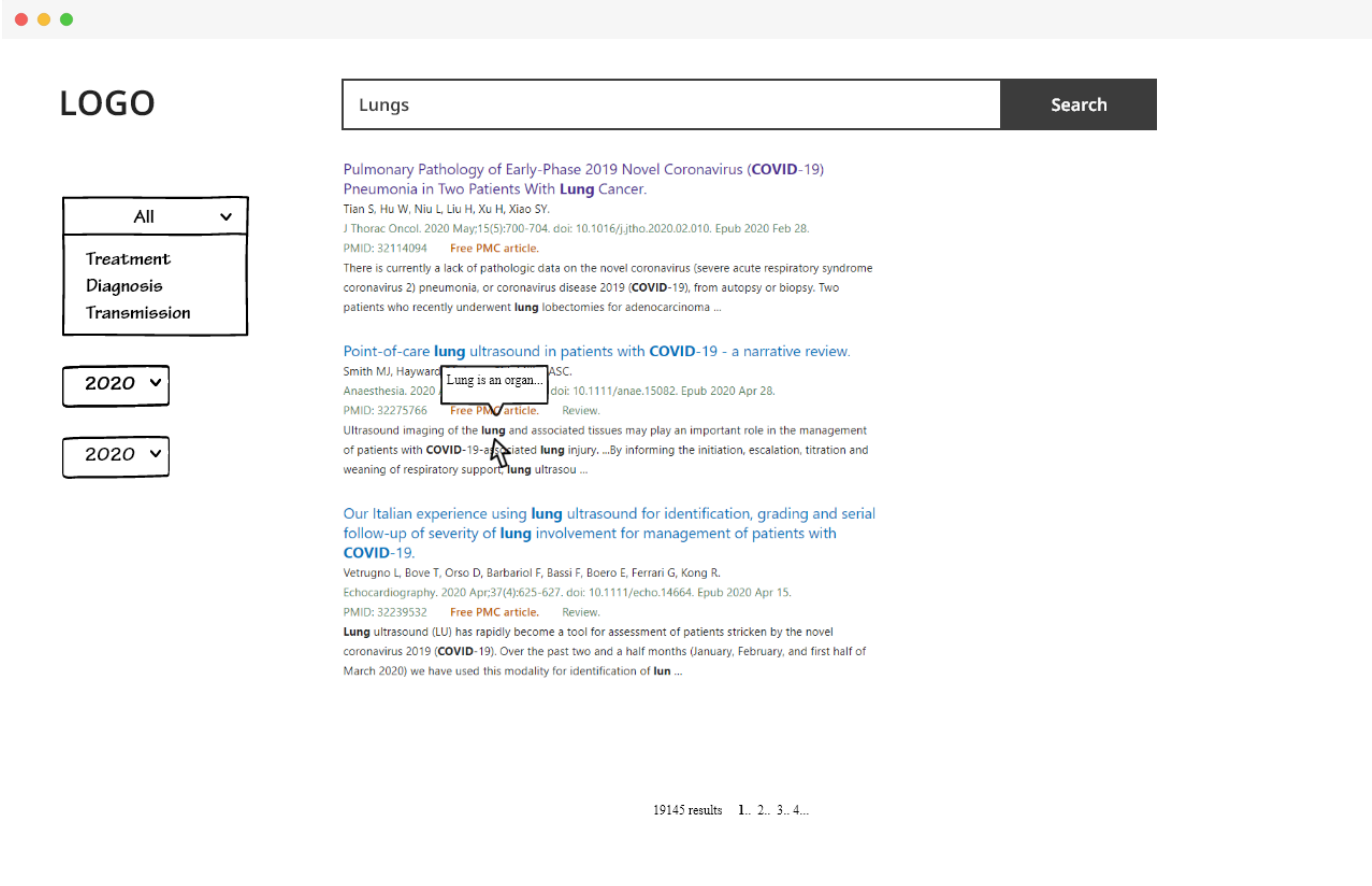 LOGO
Lungs
Search
All
Treatment
Diagnosis
Transmission
2020
2020
Pulmonary Pathology of Early-Phase 2019 Novel Coronavirus (COVID-19)
Pneumonia in Two Patients With Lung Cancer.
Tian S, Hu W, Niu L, Liu H, Xu H, Xiao SY.
J Thorac Oncol. 2020 May;15(5):700-704. doi: 10.1016/j.jtho.2020.02.010. Epub 2020 Feb 28.
PMID: 32114094 Free PMC article.
There is currently a lack of pathologic data on the novel coronavirus (severe acute respiratory syndrome
coronavirus 2) pneumonia, or coronavirus disease 2019 (COVID-19), from autopsy or biopsy. Two
patients who recently underwent lung lobectomies for adenocarcinoma ...
Point-of-care lung ultrasound in patients with COVID-19 - a narrative review.
Smith MJ, Hayward ASC.
Lung is an organ...
Anaesthesia. 2020 doi: 10.1111/anae.15082. Epub 2020 Apr 28.
PMID: 32275766 Free PMC article. Review.
Ultrasound imaging of the lung and associated tissues may play an important role in the management
of patients with COVID-19-associated lung injury. ...By informing the initiation, escalation, titration and
weaning of respiratory support, lung ultrasou ...
Our Italian experience using lung ultrasound for identification, grading and serial
follow-up of severity of lung involvement for management of patients with
COVID-19.
Vetrugno L, Bove T, Orso D, Barbariol F, Bassi F, Boero E, Ferrari G, Kong R.
Echocardiography. 2020 Apr;37(4):625-627. doi: 10.1111/echo.14664. Epub 2020 Apr 15.
PMID: 32239532 Free PMC article. Review.
Lung ultrasound (LU) has rapidly become a tool for assessment of patients stricken by the novel
coronavirus 2019 (COVID-19). Over the past two and a half months (January, February, and first half of
March 2020) we have used this modality for identification of lun ...
19145 results 1.. 2.. 3.. 4...